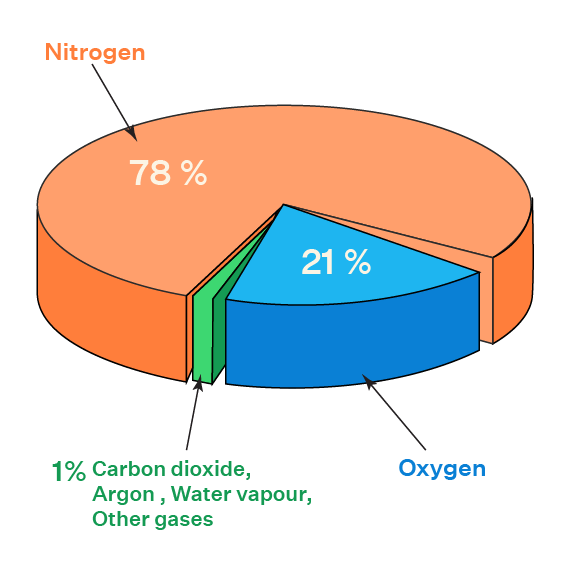 Nitrogen
78 %
21 %
1% Carbon dioxide,
Argon , Water vapour,
Other gases
Oxygen